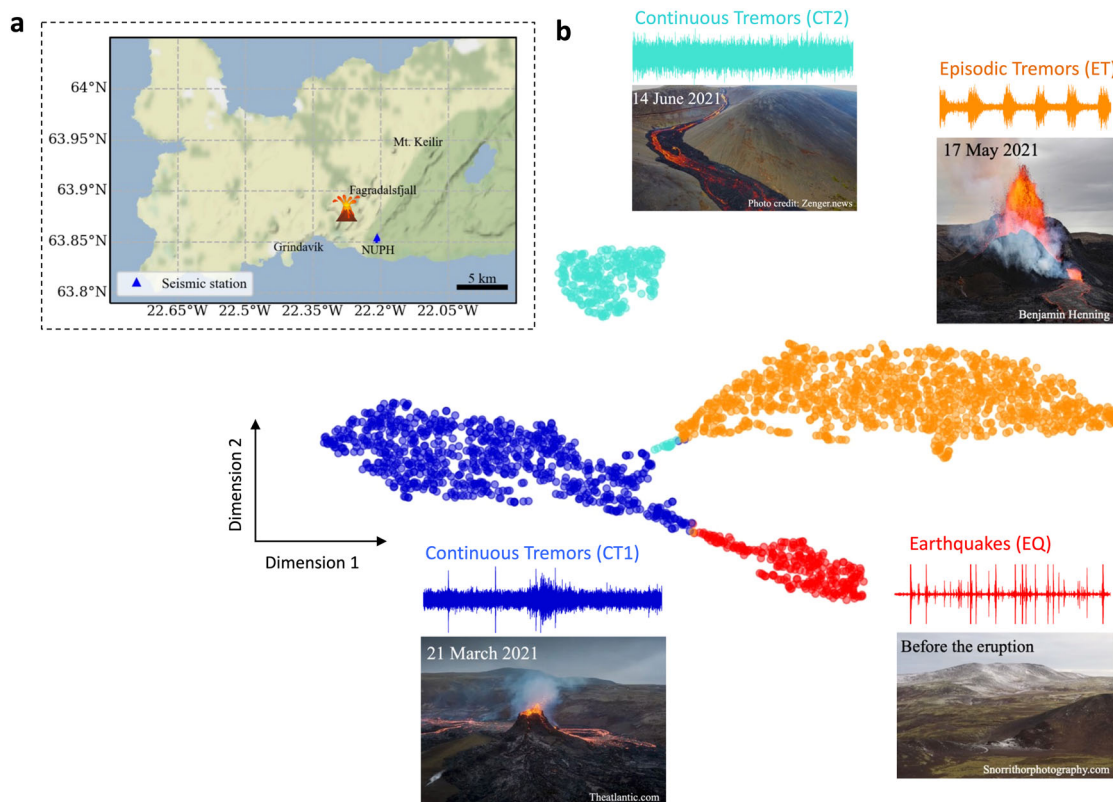 a
64°N
63.95°N
63.9°N
63.85°N
63.8°N
22.65°W 22.5°W 22.35°W 22.2°W 22.05°W
Mt. Keilir
Fagradalsfjall
Grindavik
NUPH
Seismic station
5 km
b
Continuous Tremors (CT2)
14 June 2021
Photo credit: Zenger.news
Episodic Tremors (ET)
17 May 2021
Benjamin Henning
Dimension 2
Dimension 1
Continuous Tremors (CT1)
21 March 2021
Theatlantic.com
Earthquakes (EQ)
Before the eruption
Snorrithorphotography.com